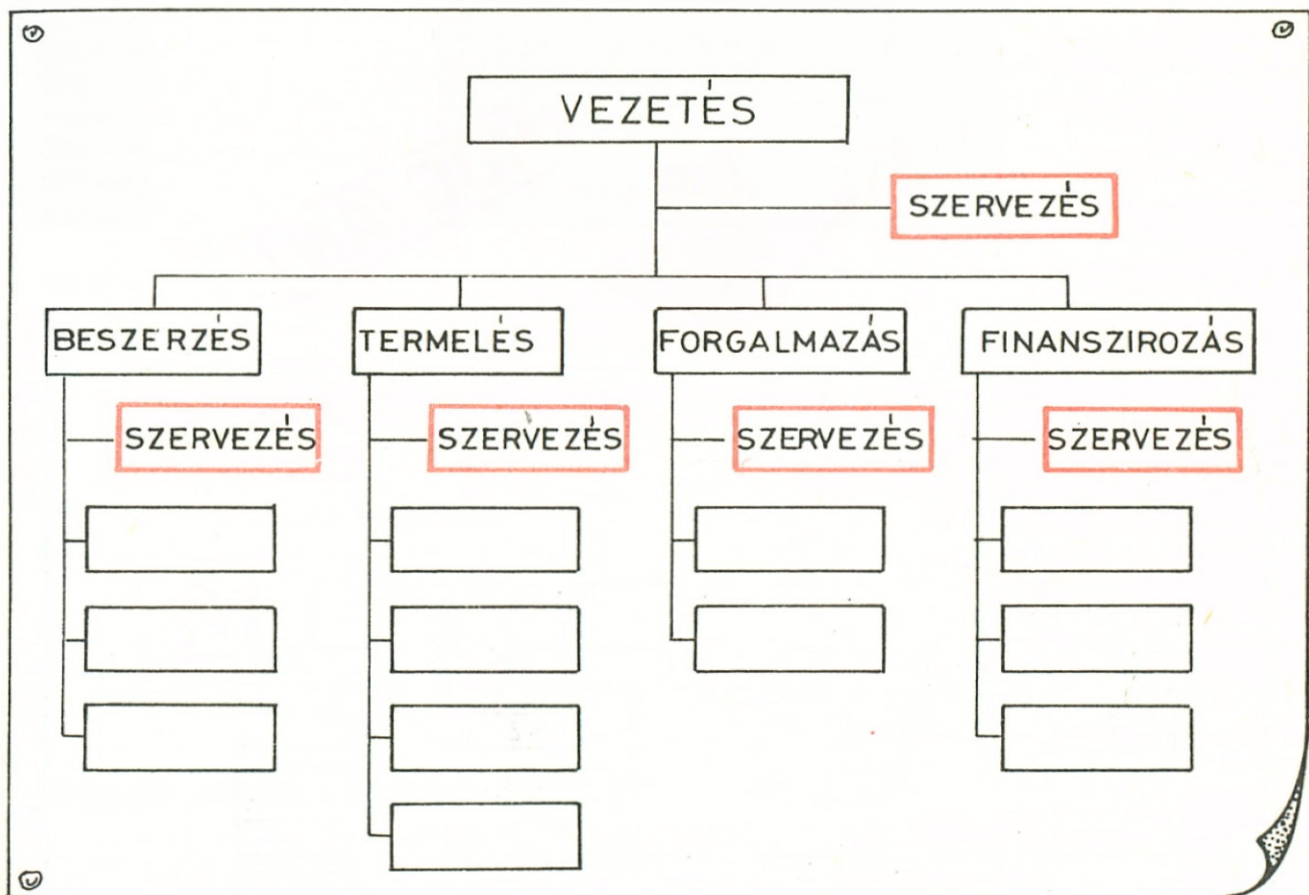 VEZETÉS
SZERVEZÉS
BESZERZÉS
TERMELÉS
FORGALMAZÁS
FINANSZIROZÁS
SZERVEZÉS
SZERVEZÉS
SZERVEZÉS
SZERVEZÉS